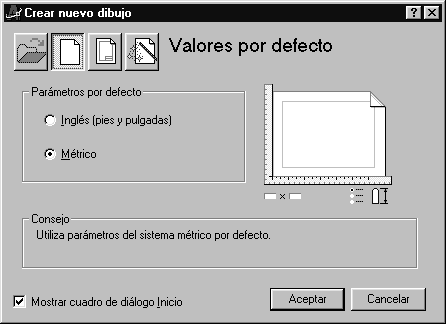 Crear nuevo dibujo
Valores por defecto
Parámetros por defecto
Inglés (pies y pulgadas)
Métrico
Consejo
Utiliza parámetros del sistema métrico por defecto.
Mostrar cuadro de diálogo Inicio
Aceptar
Cancelar